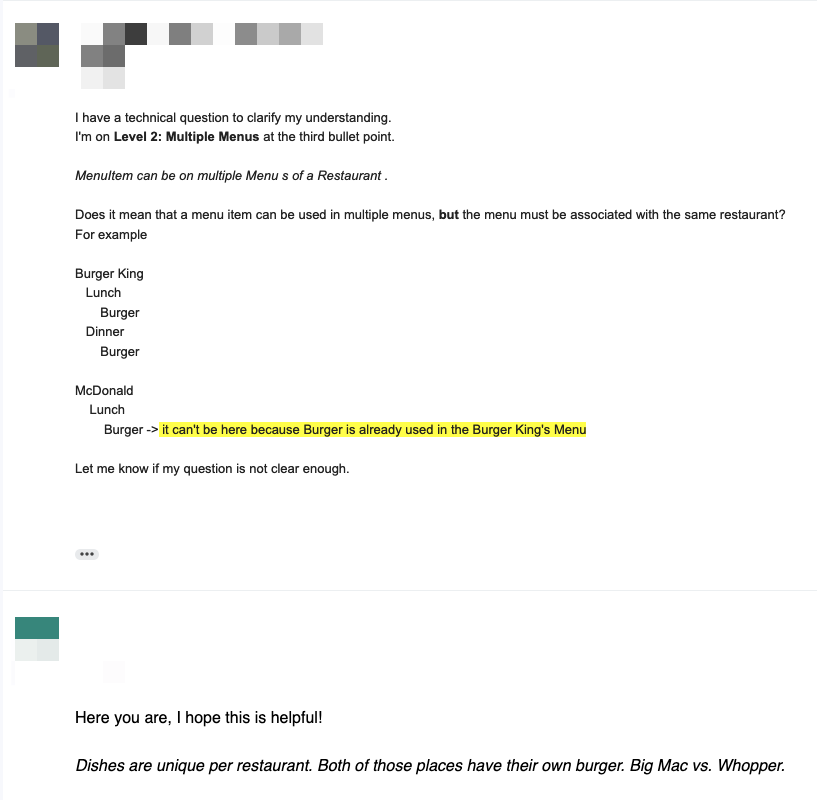 I have a technical question to clarify my understanding.
I'm on Level 2: Multiple Menus at the third bullet point.
MenuItem can be on multiple Menu s of a Restaurant .
Does it mean that a menu item can be used in multiple menus, but the menu must be associated with the same restaurant?
For example
Burger King
Lunch
Burger
Dinner
Burger
McDonald
Lunch
Burger -> it can't be here because Burger is already used in the Burger King's Menu
Let me know if my question is not clear enough.
Here you are, I hope this is helpful!
Dishes are unique per restaurant. Both of those places have their own burger. Big Mac vs. Whopper.